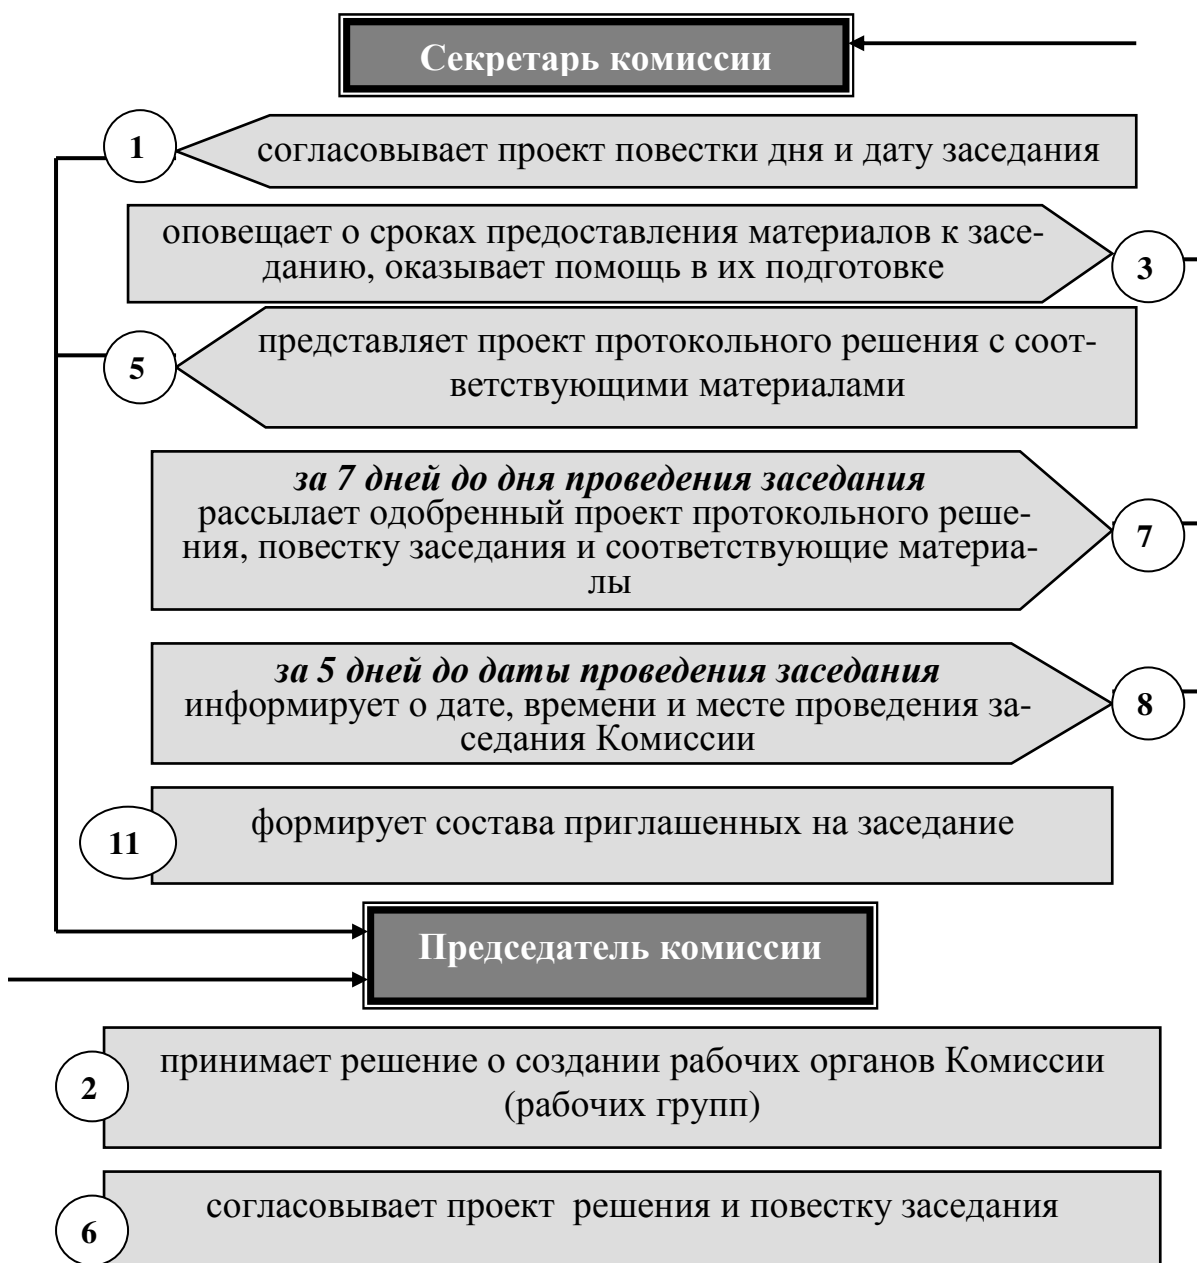 Секретарь комиссии
1
согласовывает проект повестки дня и дату заседания
оповещает о сроках предоставления материалов к засе-
данию, оказывает помощь в их подготовке
3
представляет проект протокольного решения с соот-
5
ветствующими материалами
за 7 дней до дня проведения заседания
рассылает одобренный проект протокольного реше-
ния, повестку заседания и соответствующие материа-
лы
7
за 5 дней до даты проведения заседания
информирует о дате, времени и месте проведения за-
седания Комиссии
8
формирует состава приглашенных на заседание
11
Председатель комиссии
принимает решение о создании рабочих органов Комиссии
2
(рабочих групп)
согласовывает проект  решения и повестку заседания
6